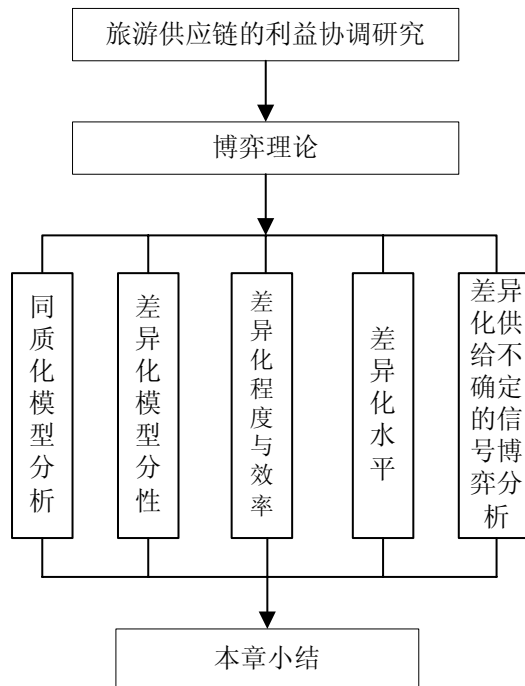 旅游供应链的利益协调研究
博弈理论
同质化模型分析
差异化模型分性
差异化程度与效率
差异化水平
差异化供给不确定的信号博弈分析
本章小结